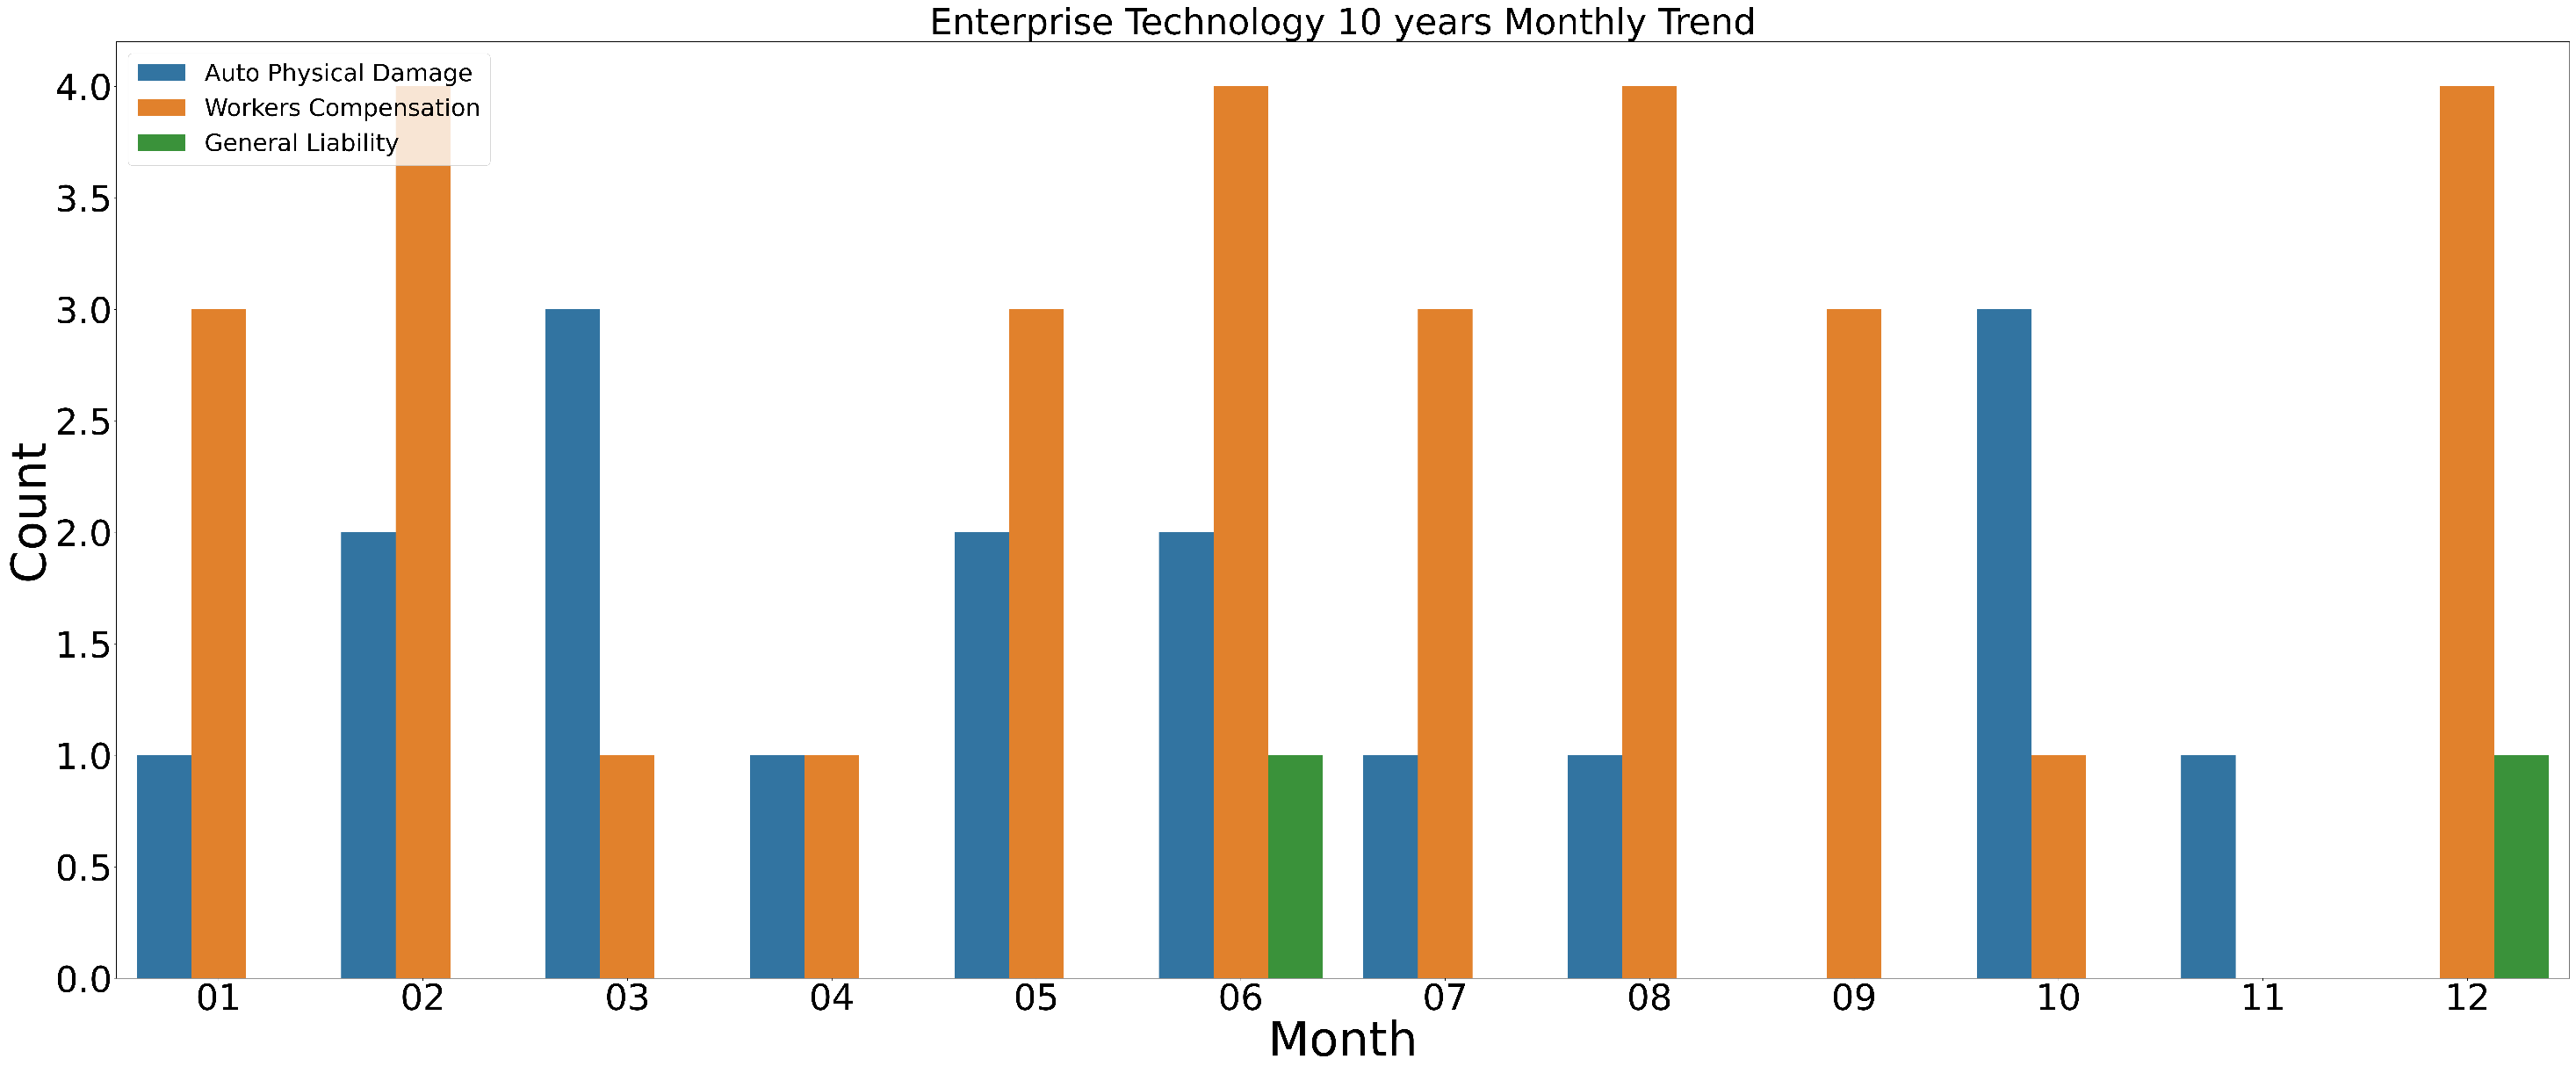 Enterprise Technology 10 years Monthly Trend
Auto Physical Damage
Workers Compensation
General Liability
4.0
3.5
3.0
2.5
2.0
1.5
1.0
0.5
0.0
Count
01 02 03 04 05 06 07 08 09 10 11 12
Month